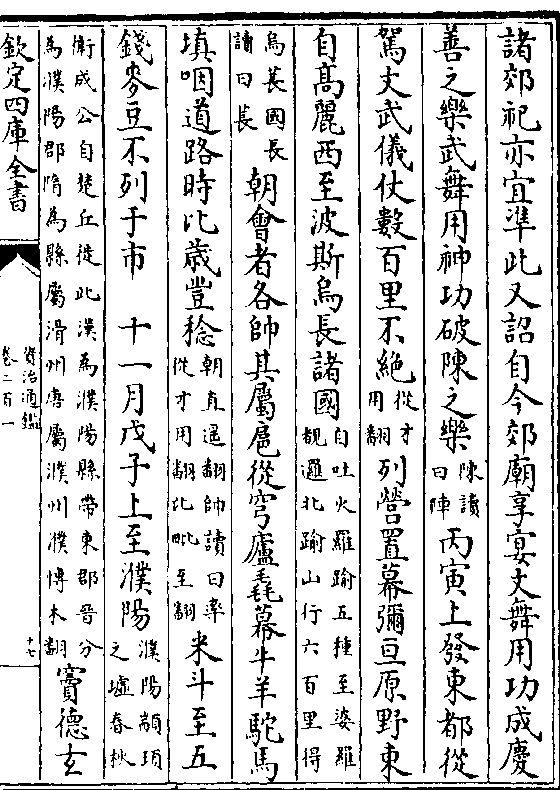 諸郊祀亦宜準此又詔自今郊廟享宴文舞用功成慶
善之樂武舞用神功破陳之樂陳讀曰陣丙寅上發東都從
駕文武儀仗數百里不絶從才用翻列營置幕彌亘原野東
自高麗西至波斯烏長諸國自吐火羅踰五種至婆羅覩邏北踰山行六百里得
烏萇國長讀曰萇朝會者各帥其屬扈從穹廬毳幕牛羊駝馬
填咽道路時比歲豈稔朝直遥翻帥讀曰率從才用翻比毗至翻米斗至五
錢麥豆不列于市 十一月戊子上至濮陽濮陽顓頊之墟春秋
衛成公自楚丘徙此漢為濮陽縣帶東郡晉分為濮陽郡隋為縣屬滑州唐屬濮州濮博木翻竇德玄
欽定四庫全書
資治通鑑
卷二百一
十七